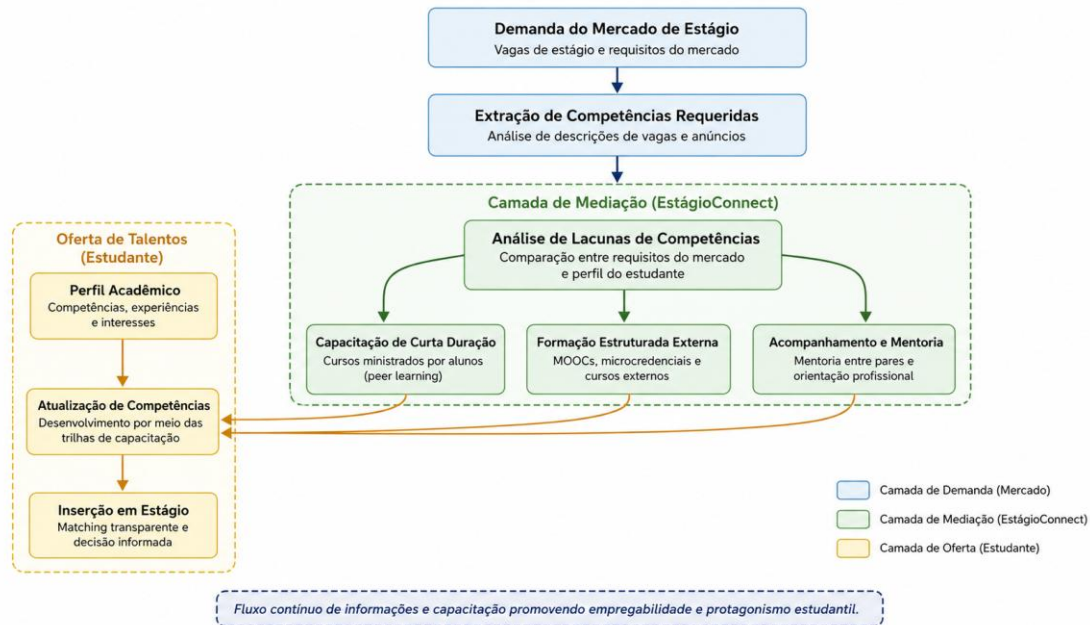 Demanda do Mercado de Estágio
Vagas de estágio e requisitos do mercado
Extração de Competências Requeridas
Análise de descrições de vagas e anúncios
Camada de Mediação (EstágioConnect)
Análise de Lacunas de Competências
Comparação entre requisitos do mercado
e perfil do estudante
Capacitação de Curta Duração
Cursos ministrados por alunos
(peer learning)
Formação Estruturada Externa
MOOCs, microcredenciais e
cursos externos
Acompanhamento e Mentoria
Mentoria entre pares e
orientação profissional
Oferta de Talentos
(Estudante)
Perfil Acadêmico
Competências, experiências
e interesses
Atualização de Competências
Desenvolvimento por meio das
trilhas de capacitação
Inserção em Estágio
Matching transparente e
decisão informada
Camada de Demanda (Mercado)
Camada de Mediação (EstágioConnect)
Camada de Oferta (Estudante)
Fluxo contínuo de informações e capacitação promovendo empregabilidade e protagonismo estudantil.